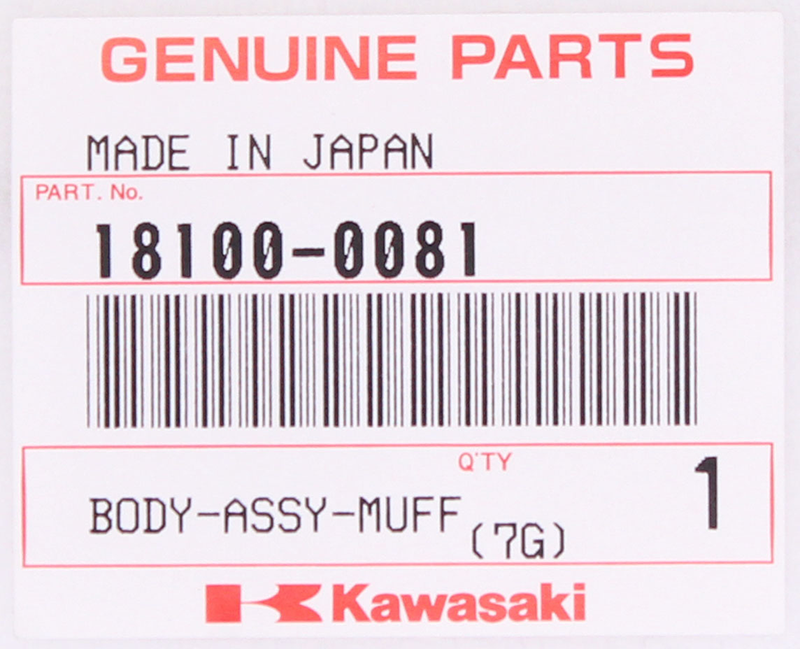 GENUINE PARTS
MADE IN JAPAN
PART. No.
18100-0081
Q'TY
1
BODY-ASSY-MUFF (7G)
Kawasaki